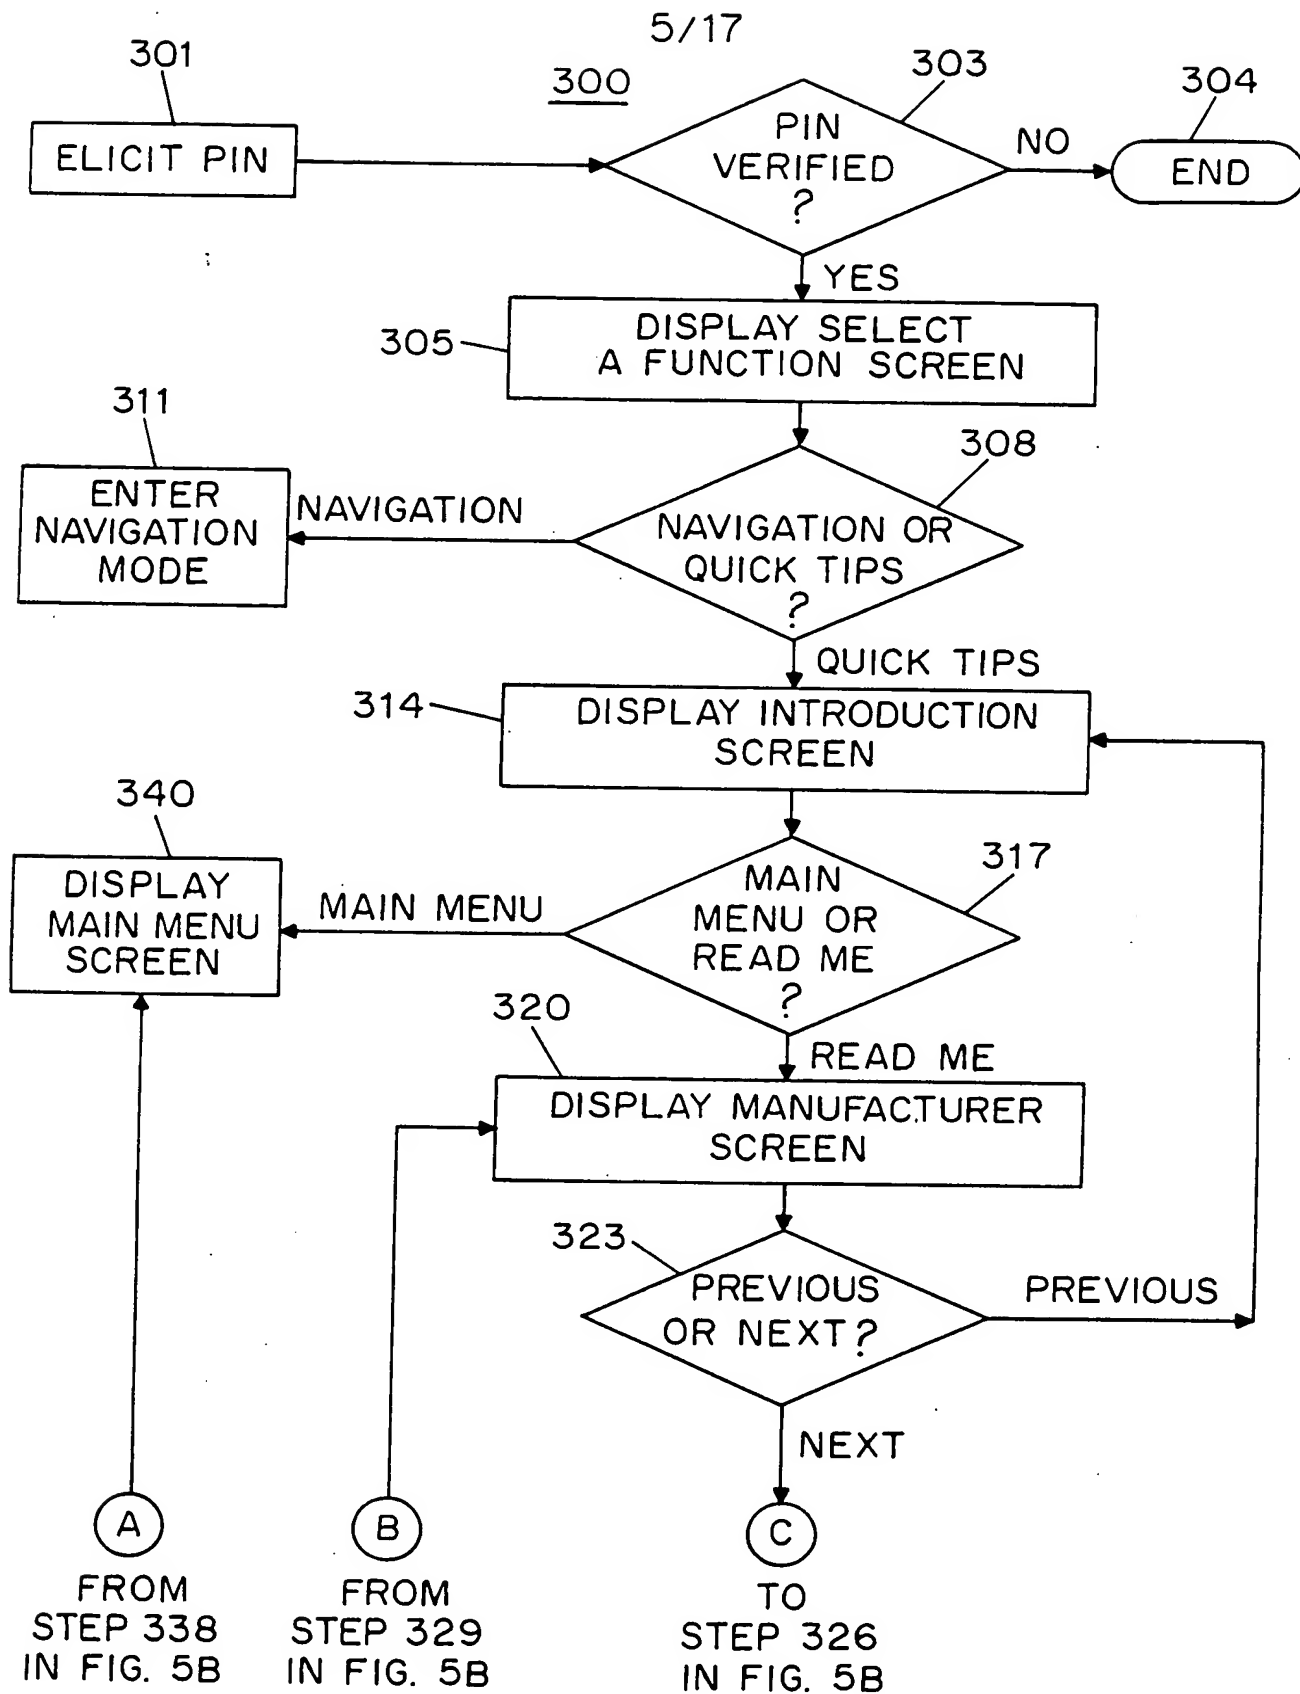 5/17
301
300
303
304
ELICIT PIN
PIN
VERIFIED
?
NO
END
YES
305
DISPLAY SELECT
A FUNCTION SCREEN
311
308
ENTER
NAVIGATION
MODE
NAVIGATION
NAVIGATION OR
QUICK TIPS
?
QUICK TIPS
314
DISPLAY INTRODUCTION
SCREEN
340
317
DISPLAY
MAIN MENU
SCREEN
MAIN MENU
MAIN
MENU OR
READ ME
?
320
READ ME
DISPLAY MANUFACTURER
SCREEN
323
PREVIOUS
OR NEXT?
PREVIOUS
NEXT
A
FROM
STEP 338
IN FIG. 5B
B
FROM
STEP 329
IN FIG. 5B
C
TO
STEP 326
IN FIG. 5B